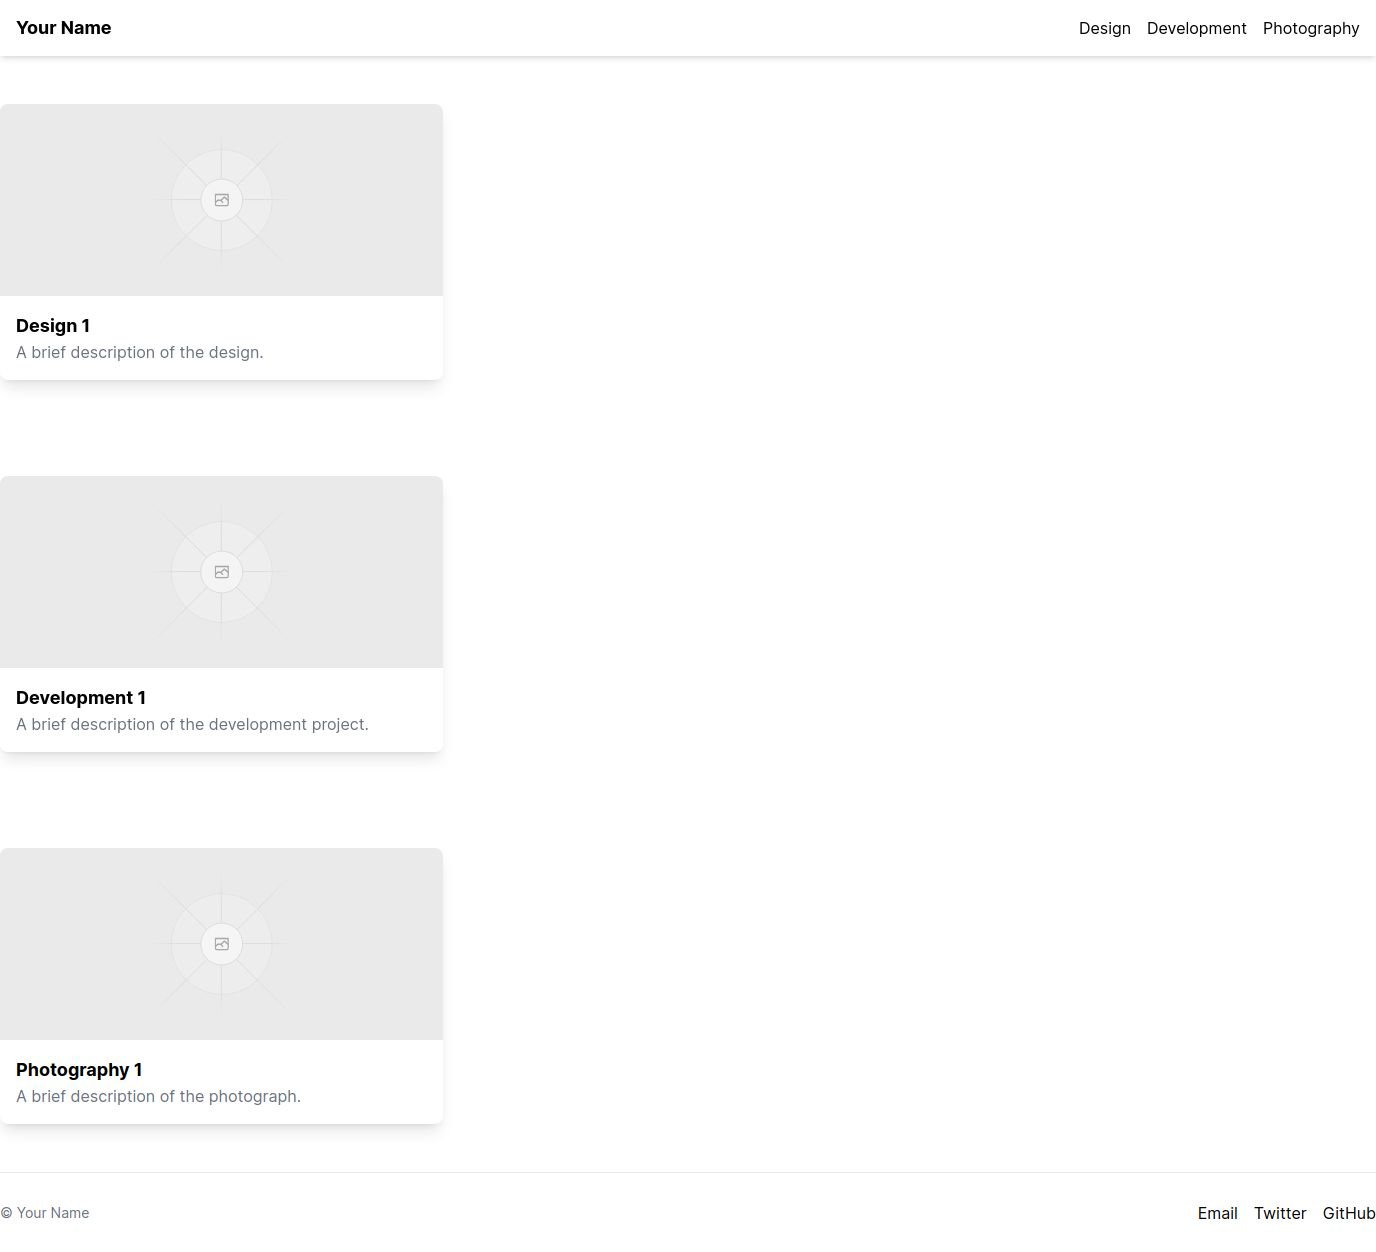 Your Name
Design Development Photography
Design 1
A brief description of the design.
Development 1
A brief description of the development project.
Photography 1
A brief description of the photograph.
© Your Name
Email Twitter GitHub